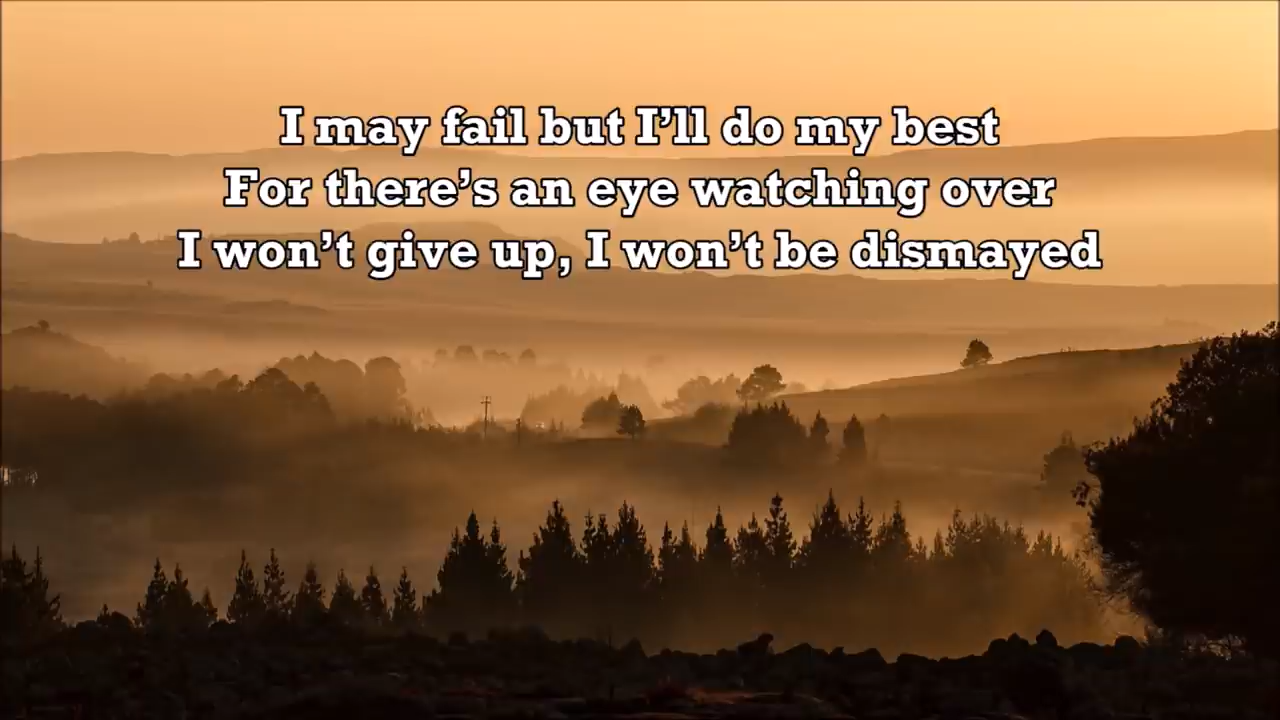 I may fail but I’ll do my best
For there’s an eye watching over
I won’t give up, I won’t be dismayed